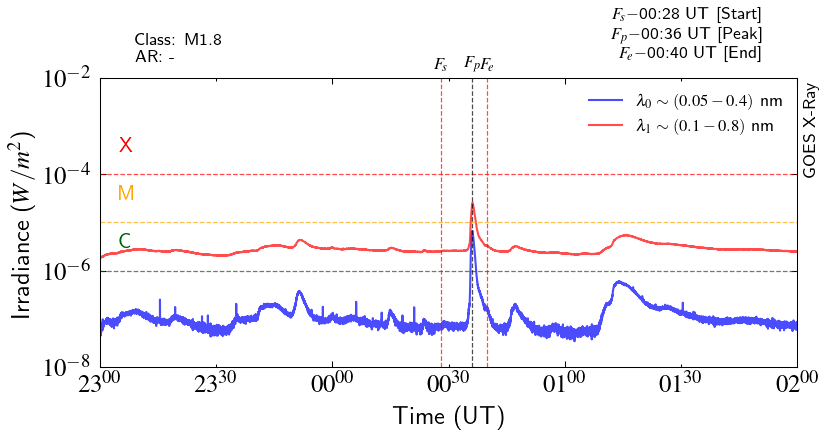 Fs−00:28 UT [Start]
Class: M1.8
Fp−00:36 UT [Peak]
AR: -
Fe−00:40 UT [End]
Fs Fp Fe
10⁻²
λ₀ ∼ (0.05 − 0.4) nm
λ₁ ∼ (0.1 − 0.8) nm
GOES X-Ray
X
10⁻⁴
M
C
10⁻⁶
10⁻⁸
Irradiance (W/m²)
23⁰⁰ 23³⁰ 00⁰⁰ 00³⁰ 01⁰⁰ 01³⁰ 02⁰⁰
Time (UT)